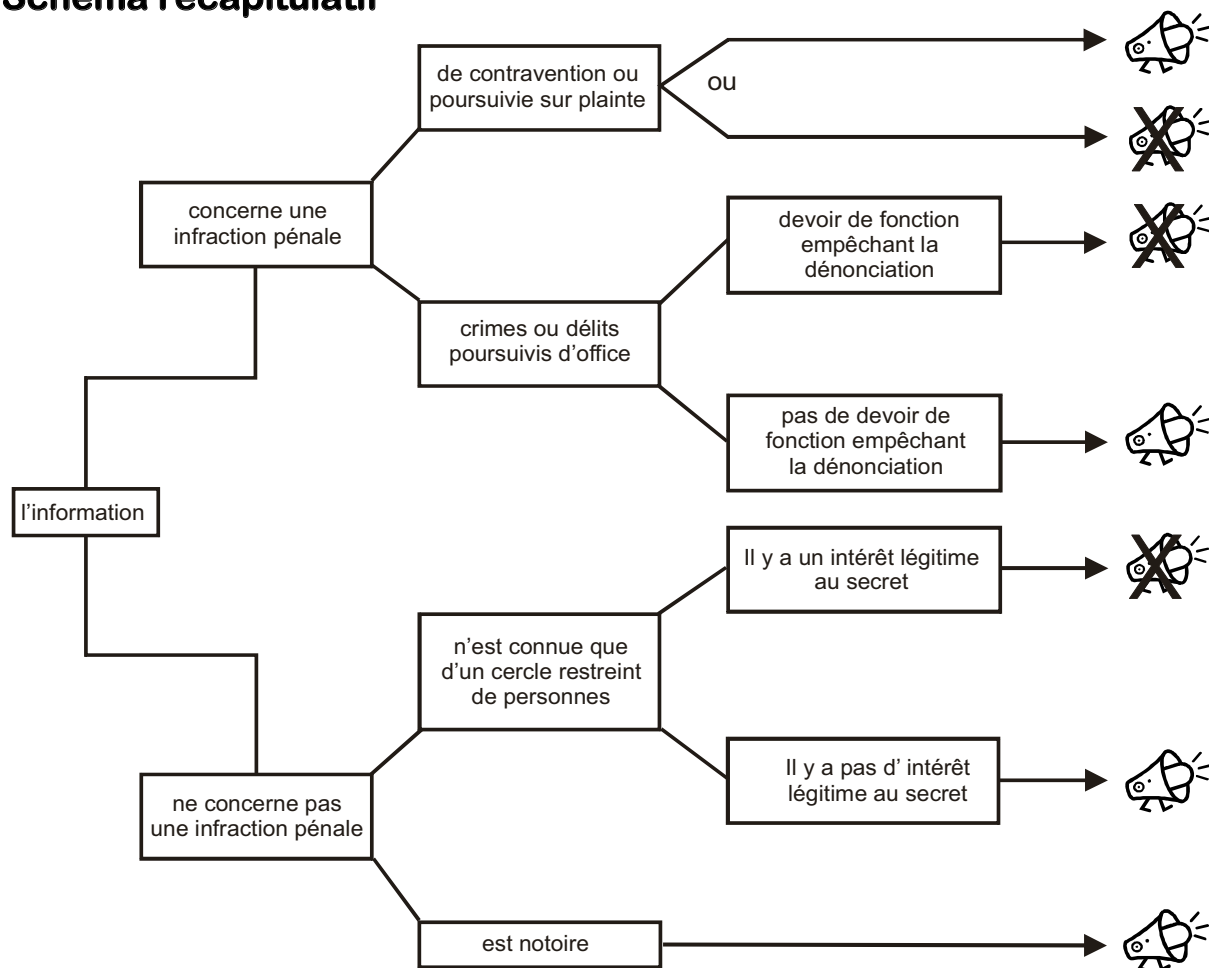 Schéma récapitulatif
de contravention ou
poursuivie sur plainte
ou
concerne une
infraction pénale
devoir de fonction
empêchant la
dénonciation
crimes ou délits
poursuivis d'office
pas de devoir de
fonction empêchant
la dénonciation
l'information
Il y a un intérêt légitime
au secret
n'est connue que
d'un cercle restreint
de personnes
Il y a pas d' intérêt
légitime au secret
ne concerne pas
une infraction pénale
est notoire